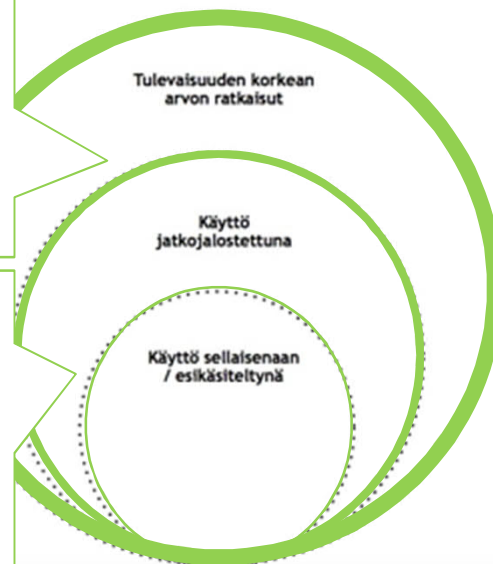 Tulevaisuuden korkean
arvon ratkaisut
Käyttö
jatkojalostettuna
Käyttö sellaisenaan
/ esikäsiteltynä